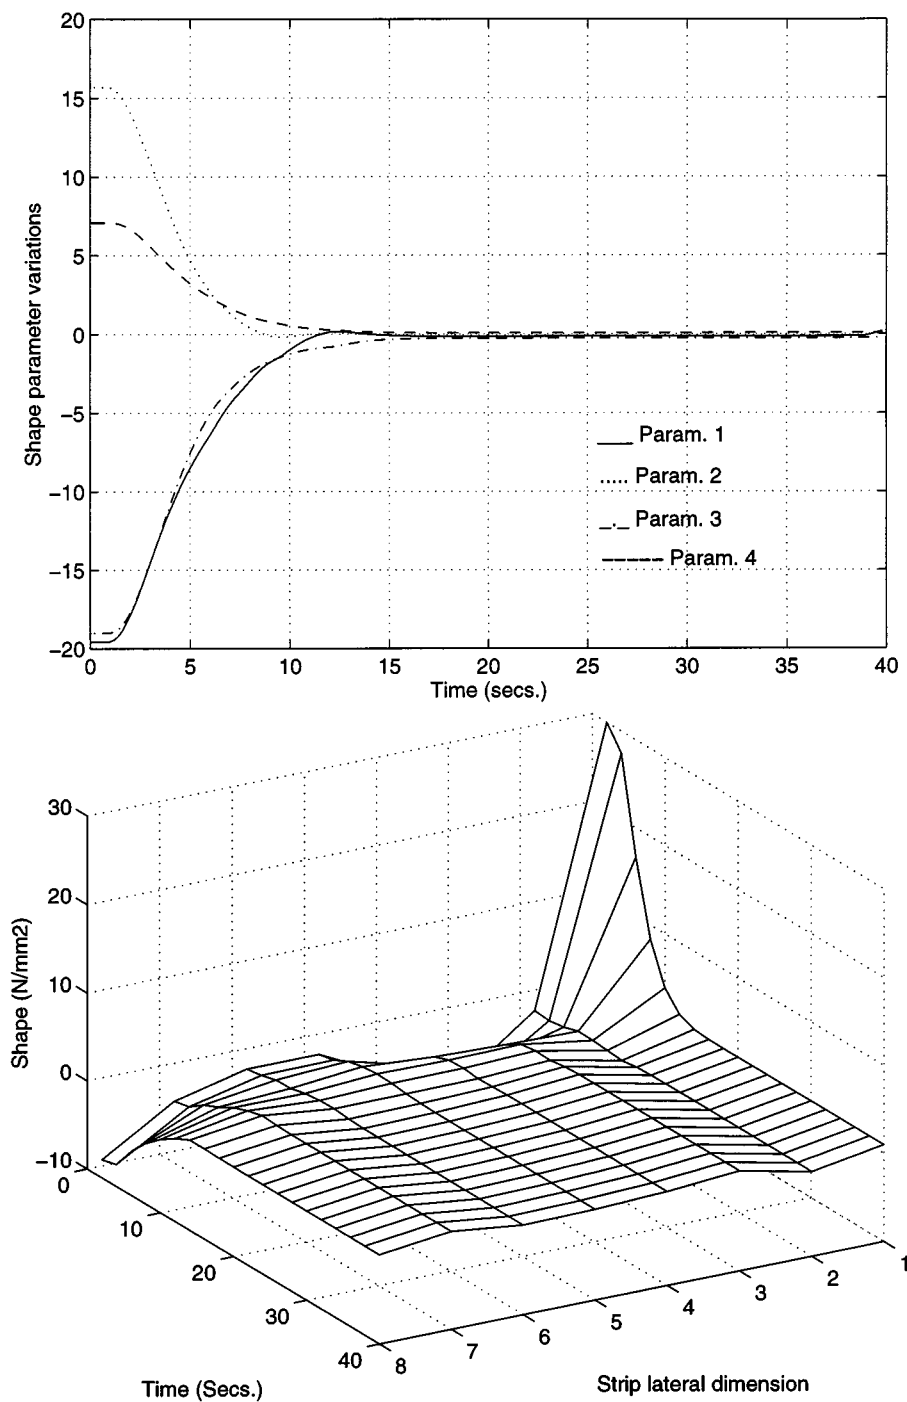 20
15
10
5
0
−5
−10
−15
−20
Shape parameter variations
Param. 1
Param. 2
Param. 3
Param. 4
0 5 10 15 20 25 30 35 40
Time (secs.)
30
20
10
0
−10
Shape (N/mm2)
0
10
20
30
40
8 7 6 5 4 3 2 1
Time (Secs.)
Strip lateral dimension